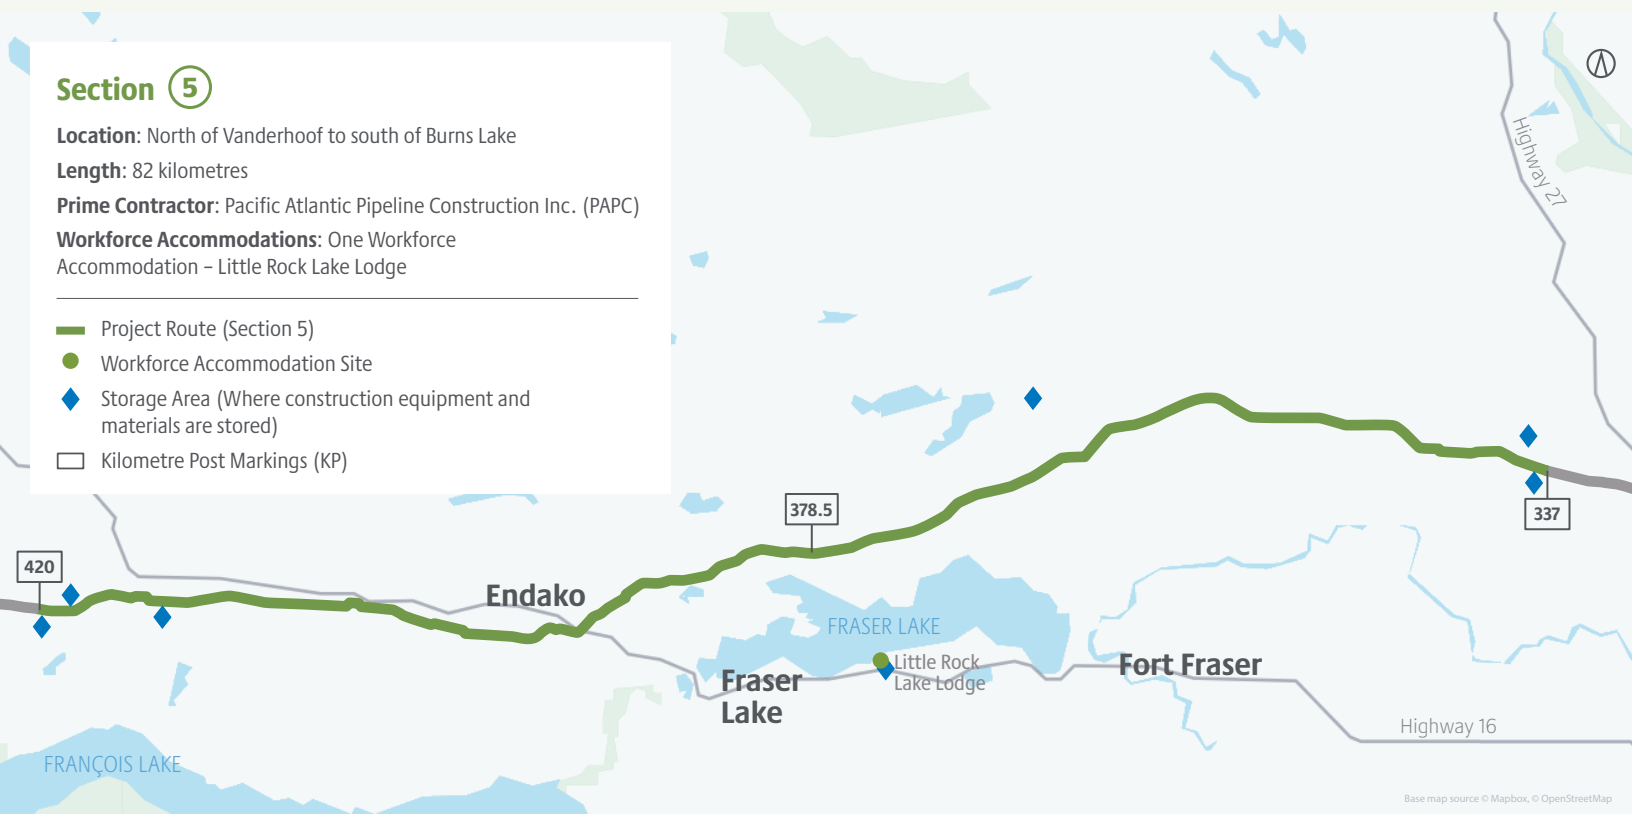 Section 5
Location: North of Vanderhoof to south of Burns Lake
Length: 82 kilometres
Prime Contractor: Pacific Atlantic Pipeline Construction Inc. (PAPC)
Workforce Accommodations: One Workforce
Accommodation – Little Rock Lake Lodge
Project Route (Section 5)
Workforce Accommodation Site
Storage Area (Where construction equipment and
materials are stored)
Kilometre Post Markings (KP)
Highway 27
378.5
337
420
Endako
FRASER LAKE
Little Rock
Lake Lodge
Fort Fraser
Fraser
Lake
Highway 16
FRANÇOIS LAKE
Base map source © Mapbox, © OpenStreetMap